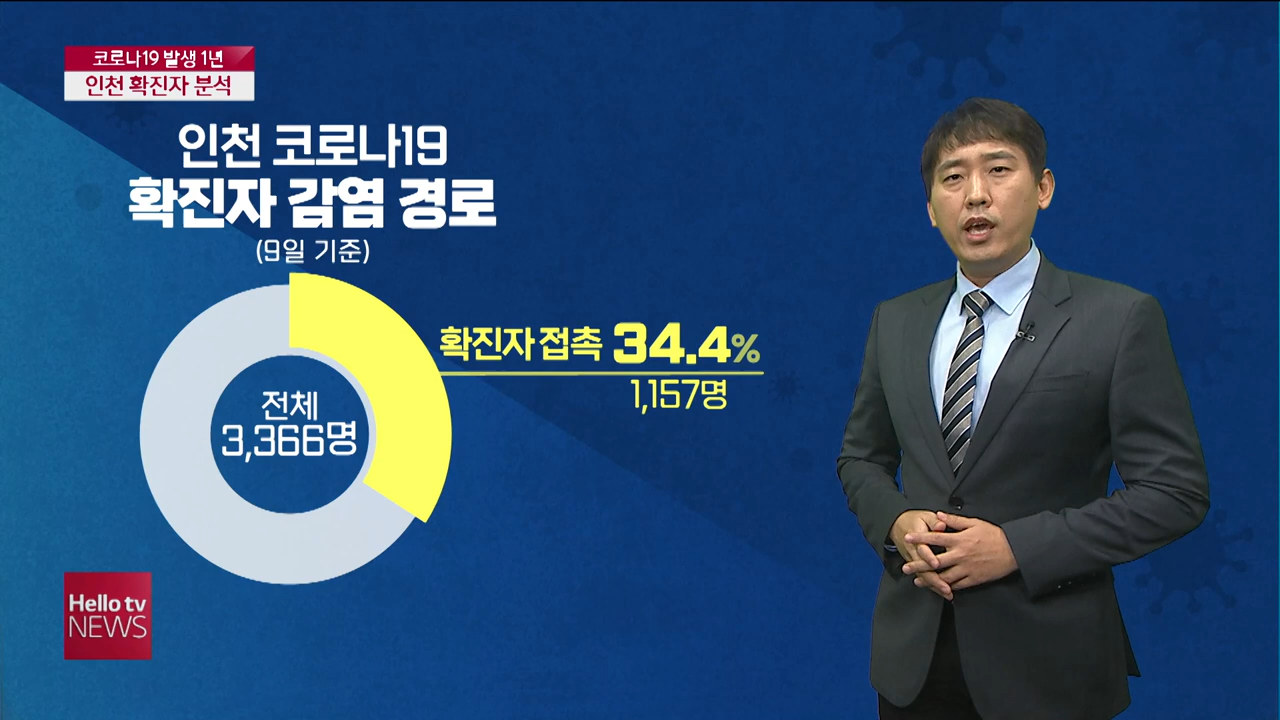 코로나19 발생 1년
인천 확진자 분석
인천 코로나19
확진자 감염 경로
(9일 기준)
확진자 접촉 34.4%
1,157명
전체
3,366명
Hello tv
NEWS